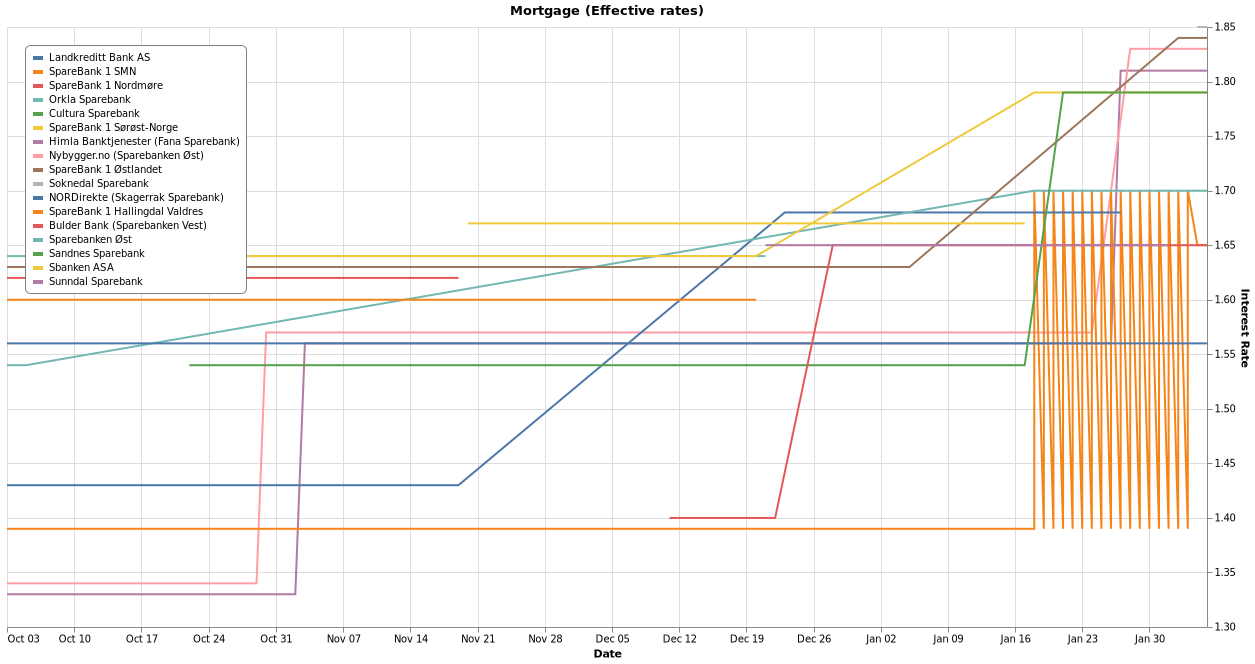 Mortgage (Effective rates)
Landkreditt Bank AS
SpareBank 1 SMN
SpareBank 1 Nordmøre
Orkla Sparebank
Cultura Sparebank
SpareBank 1 Sørøst-Norge
Himla Banktjenester (Fana Sparebank)
Nybygger.no (Sparebanken Øst)
SpareBank 1 Østlandet
Soknedal Sparebank
NORDirekte (Skagerrak Sparebank)
SpareBank 1 Hallingdal Valdres
Bulder Bank (Sparebanken Vest)
Sparebanken Øst
Sandnes Sparebank
Sbanken ASA
Sunndal Sparebank
1.85
1.80
1.75
1.70
1.65
1.60
1.55
1.50
1.45
1.40
1.35
1.30
Interest Rate
Oct 03 Oct 10 Oct 17 Oct 24 Oct 31 Nov 07 Nov 14 Nov 21 Nov 28 Dec 05 Dec 12 Dec 19 Dec 26 Jan 02 Jan 09 Jan 16 Jan 23 Jan 30
Date